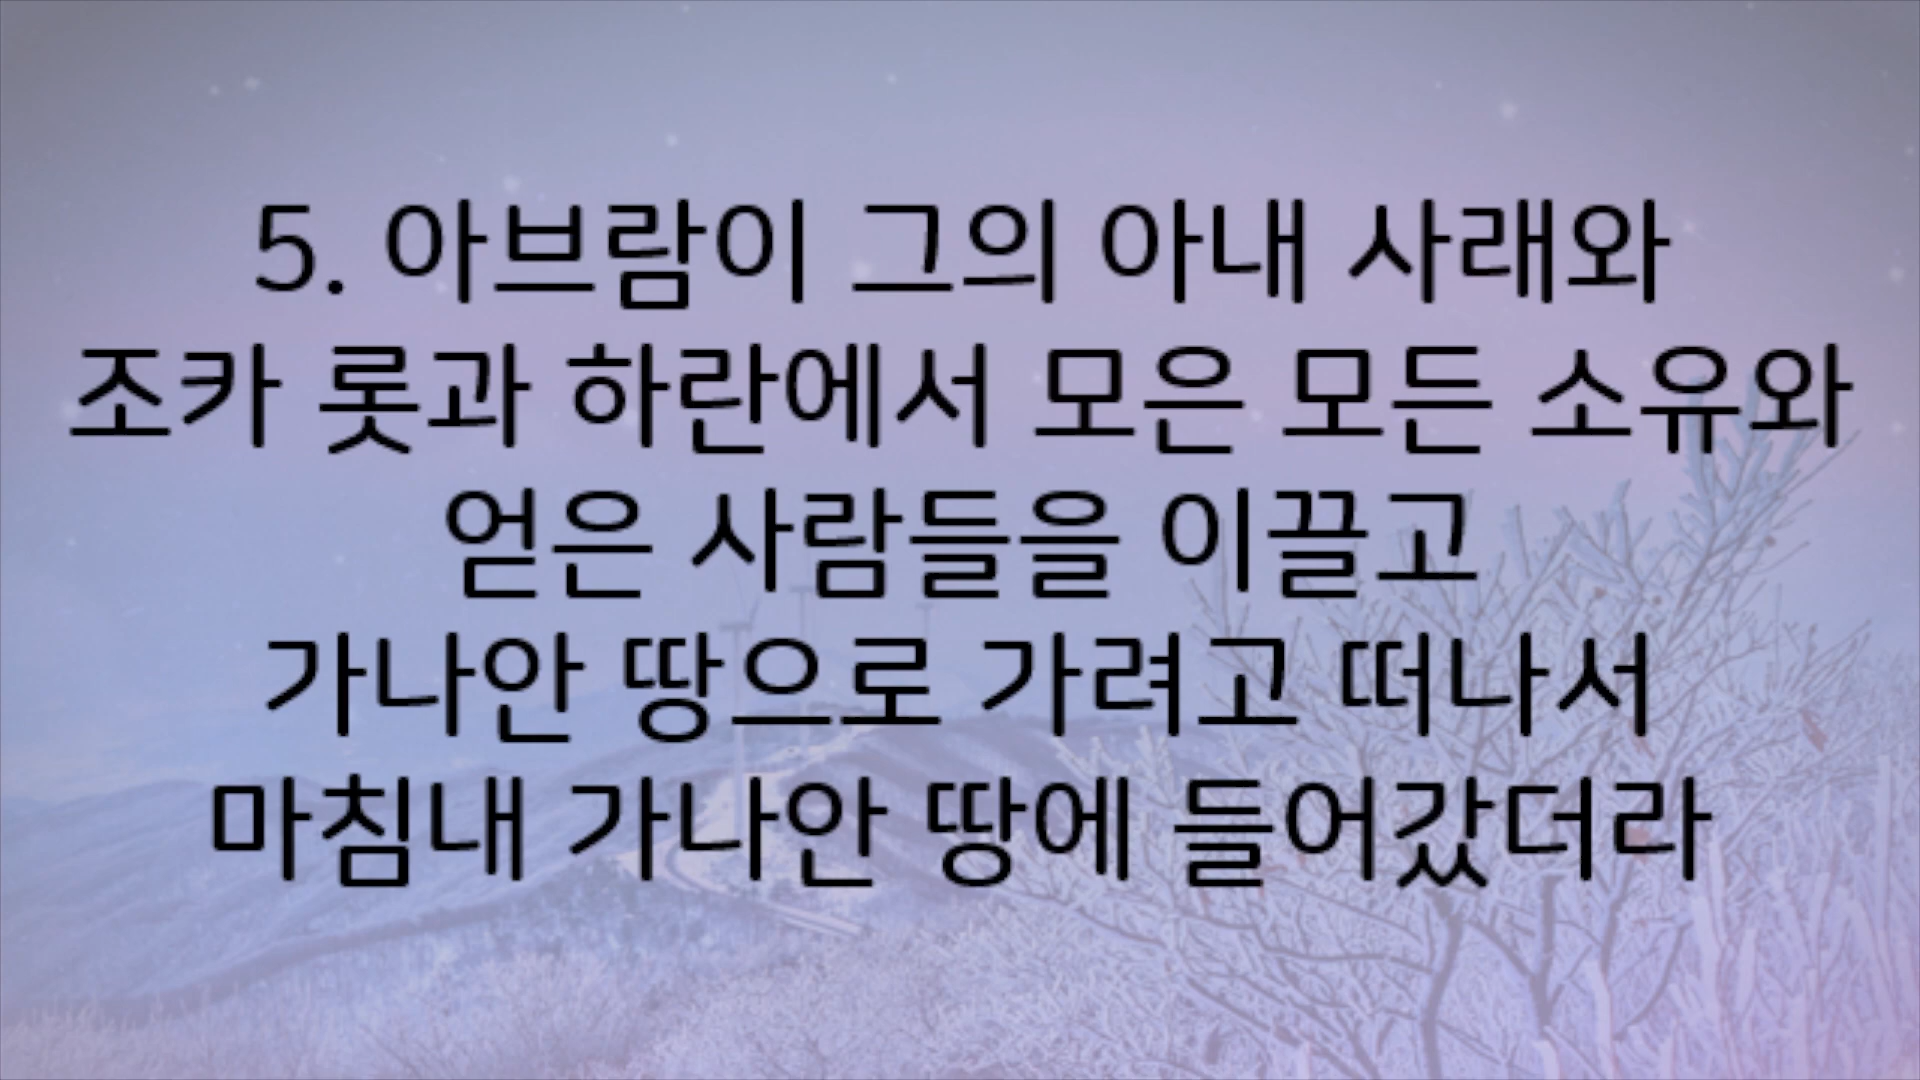 5. 아브람이 그의 아내 사래와
조카 롯과 하란에서 모은 모든 소유와
얻은 사람들을 이끌고
가나안 땅으로 가려고 떠나서
마침내 가나안 땅에 들어갔더라